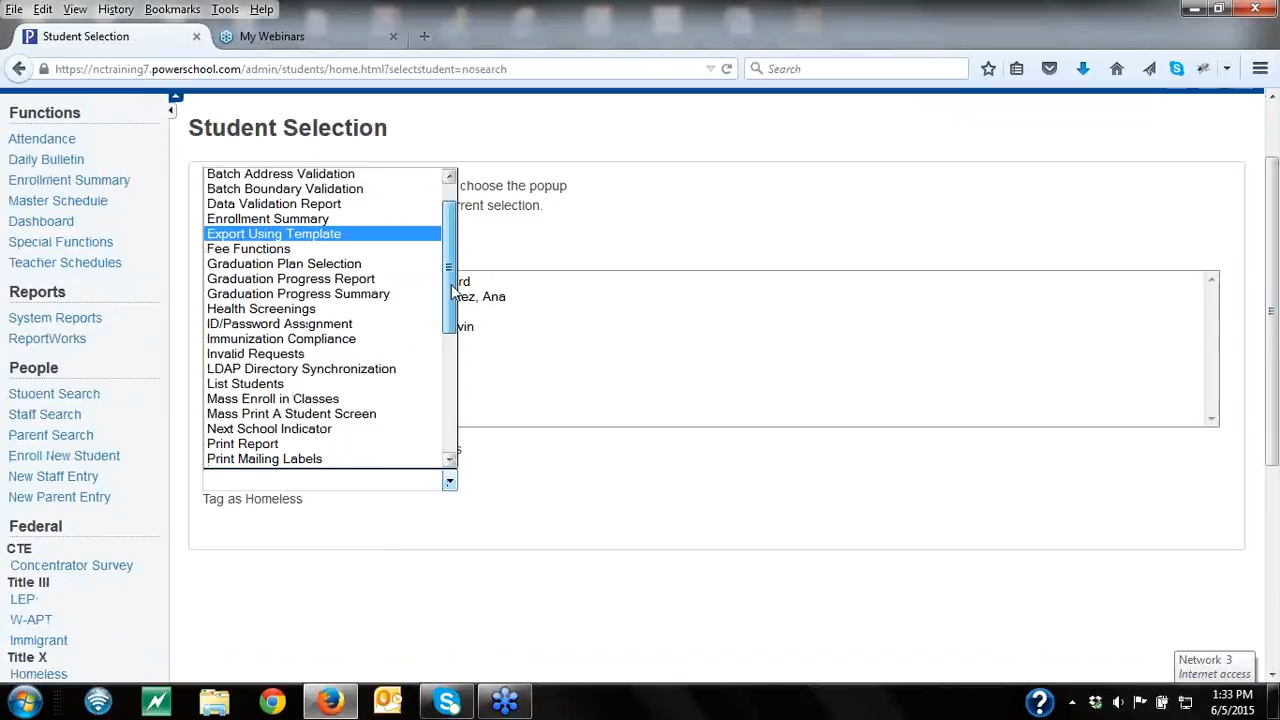 File Edit View History Bookmarks Tools Help
Student Selection
My Webinars
https://nctraining7.powerschool.com/admin/students/home.html?selectstudent=nosearch
Search
Functions
Attendance
Daily Bulletin
Enrollment Summary
Master Schedule
Dashboard
Special Functions
Teacher Schedules
Reports
System Reports
ReportWorks
People
Student Search
Staff Search
Parent Search
Enroll New Student
New Staff Entry
New Parent Entry
Federal
CTE
Concentrator Survey
Title III
LEP
W-APT
Immigrant
Title X
Homeless
Student Selection
choose the popup
rrent selection.
Batch Address Validation
Batch Boundary Validation
Data Validation Report
Enrollment Summary
Export Using Template
Fee Functions
Graduation Plan Selection
Graduation Progress Report
Graduation Progress Summary
Health Screenings
ID/Password Assignment
Immunization Compliance
Invalid Requests
LDAP Directory Synchronization
List Students
Mass Enroll in Classes
Mass Print A Student Screen
Next School Indicator
Print Report
Print Mailing Labels
rd
ez, Ana
vin
s
Tag as Homeless
Network 3
Internet access
1:33 PM
6/5/2015